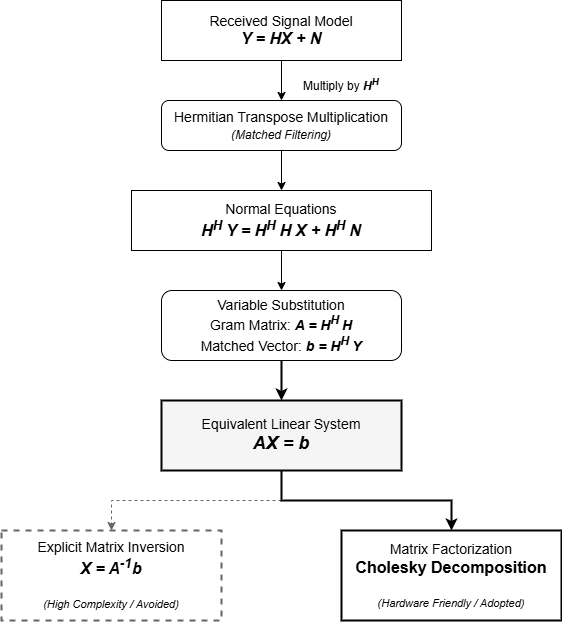 Received Signal Model
Y = HX + N
Multiply by H^H
Hermitian Transpose Multiplication
(Matched Filtering)
Normal Equations
H^H Y = H^H H X + H^H N
Variable Substitution
Gram Matrix: A = H^H H
Matched Vector: b = H^H Y
Equivalent Linear System
AX = b
Explicit Matrix Inversion
X = A^-1 b
(High Complexity / Avoided)
Matrix Factorization
Cholesky Decomposition
(Hardware Friendly / Adopted)